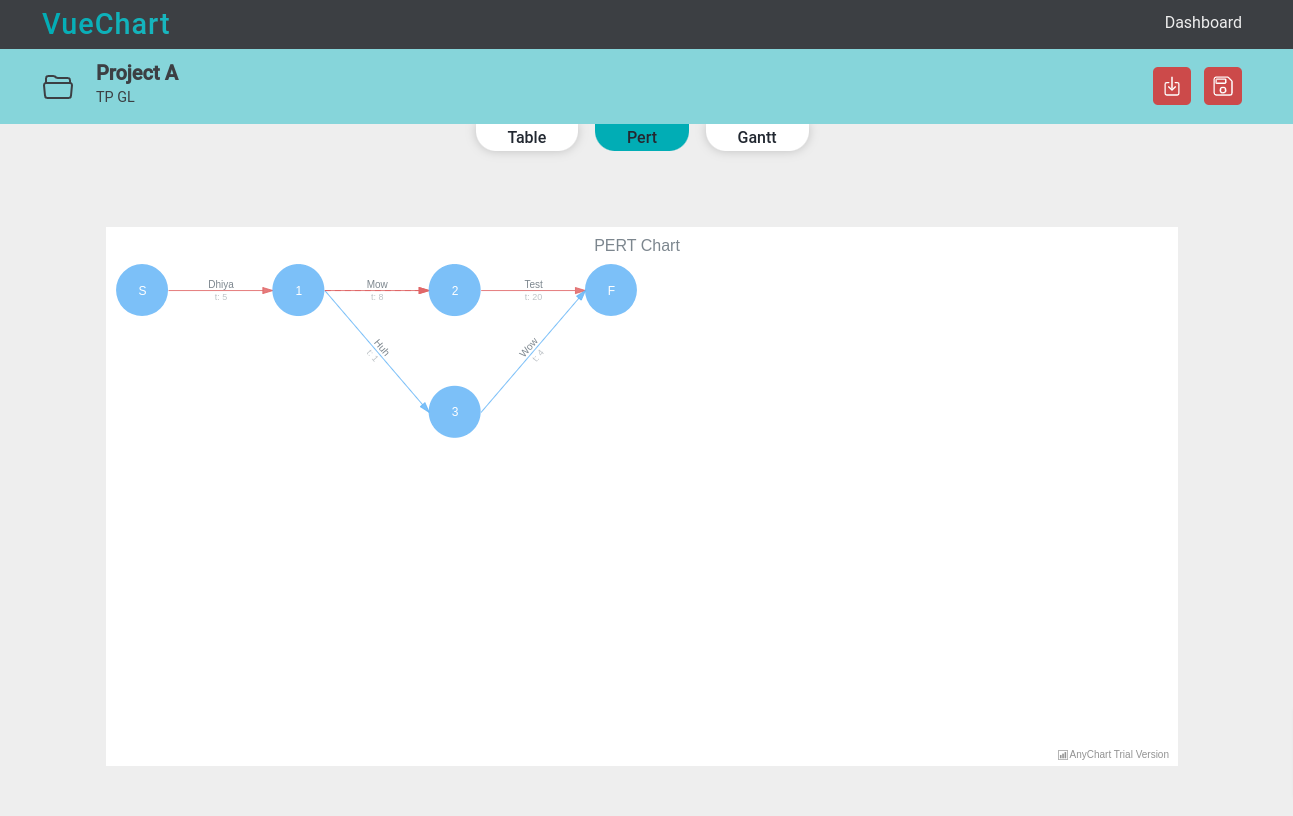 VueChart
Dashboard
Project A
TP GL
Table
Pert
Gantt
PERT Chart
S
Dhiya
t: 5
1
Mow
t: 8
2
Test
t: 20
F
Huh
t: 1
Wow
t: 4
3
AnyChart Trial Version